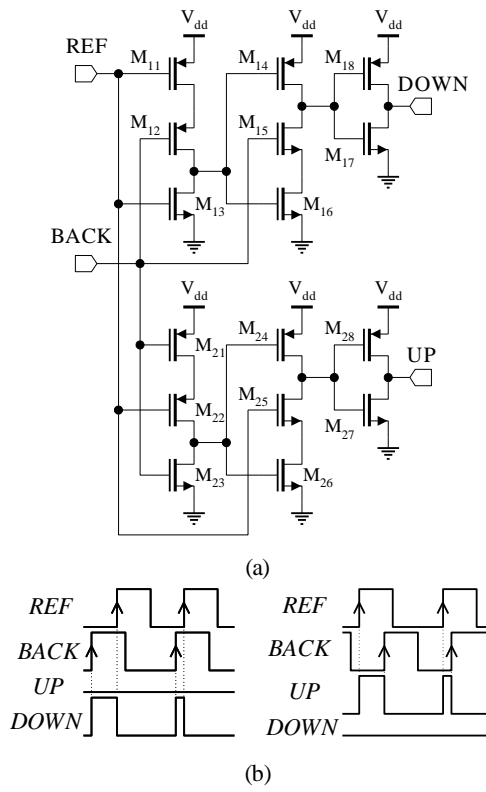 V_dd V_dd V_dd
REF M_11 M_14 M_18 DOWN
M_12 M_15
M_17
M_13 M_16
BACK
V_dd V_dd V_dd
M_21 M_24 M_28 UP
M_22 M_25
M_27
M_23 M_26
(a)
REF REF
BACK BACK
UP UP
DOWN DOWN
(b)